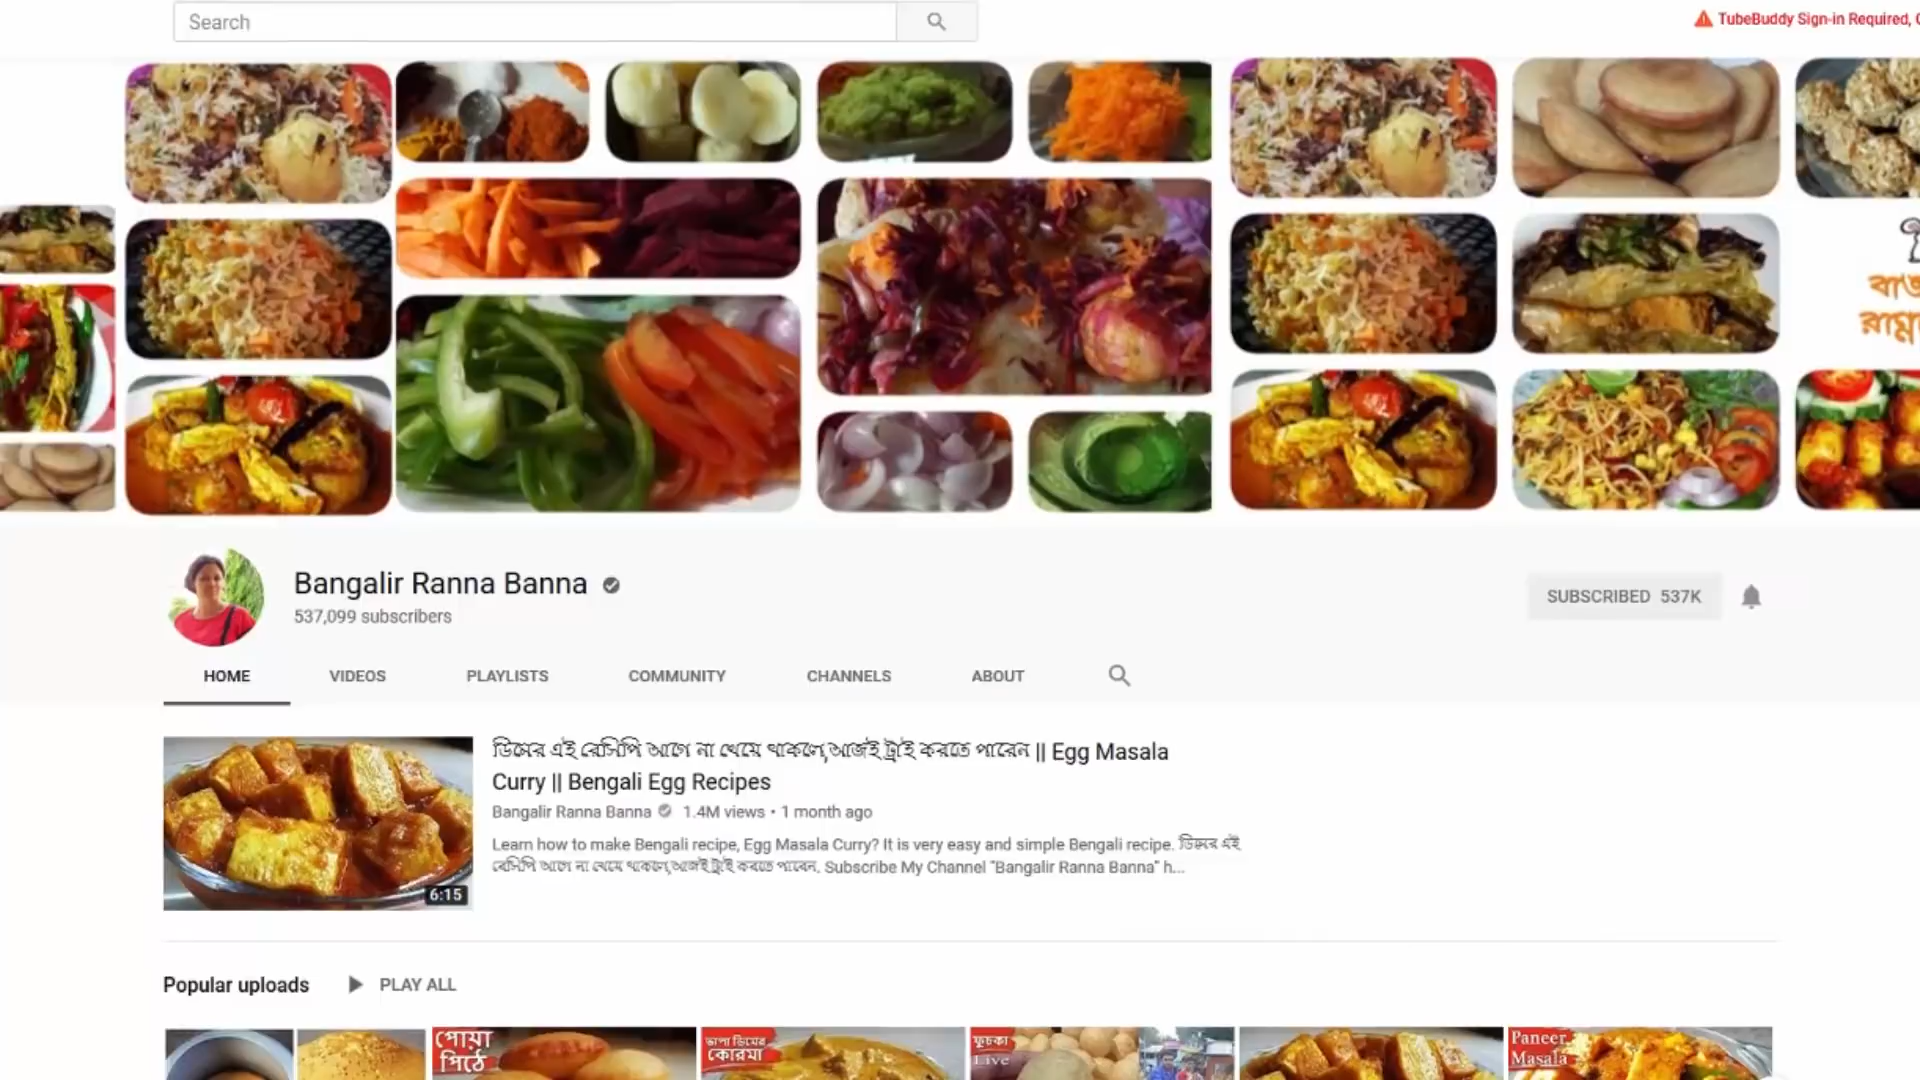 Search
TubeBuddy Sign-in Required,
Bangalir Ranna Banna
537,099 subscribers
SUBSCRIBED 537K
HOME VIDEOS PLAYLISTS COMMUNITY CHANNELS ABOUT
ডিমের এই রেসিপি আগে না খেয়ে থাকলে,আজই ট্রাই করতে পারেন || Egg Masala
Curry || Bengali Egg Recipes
Bangalir Ranna Banna 1.4M views • 1 month ago
Learn how to make Bengali recipe, Egg Masala Curry? It is very easy and simple Bengali recipe. ডিমের এই
রেসিপি আগে না খেয়ে থাকলে,আজই ট্রাই করতে পারেন. Subscribe My Channel "Bangalir Ranna Banna" h...
6:15
Popular uploads PLAY ALL
পোয়া
পিঠে
ভাপা ডিমের
কোরমা
ফুচকা
Live
Paneer
Masala